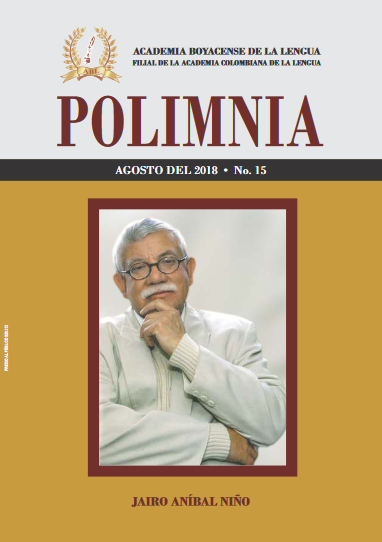 ABL
ACADEMIA BOYACENSE DE LA LENGUA
FILIAL DE LA ACADEMIA COLOMBIANA DE LA LENGUA
POLIMNIA
AGOSTO DEL 2018 • No. 15
JAIRO ANÍBAL NIÑO